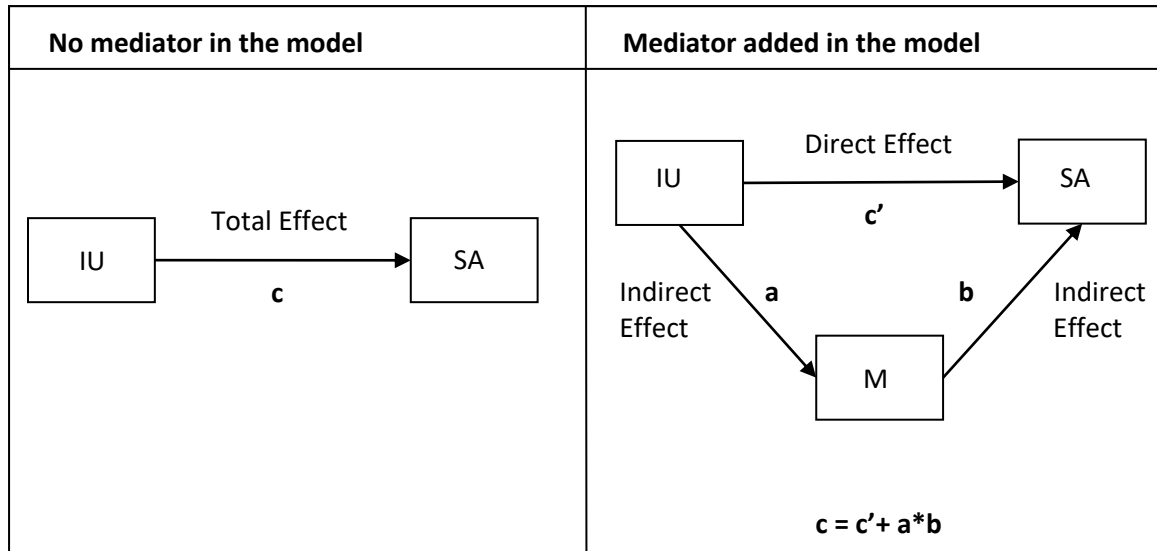 No mediator in the model
Total Effect
IU
SA
c
Mediator added in the model
Direct Effect
IU
SA
c’
Indirect
Effect
a
b
Indirect
Effect
M
c = c’+ a*b